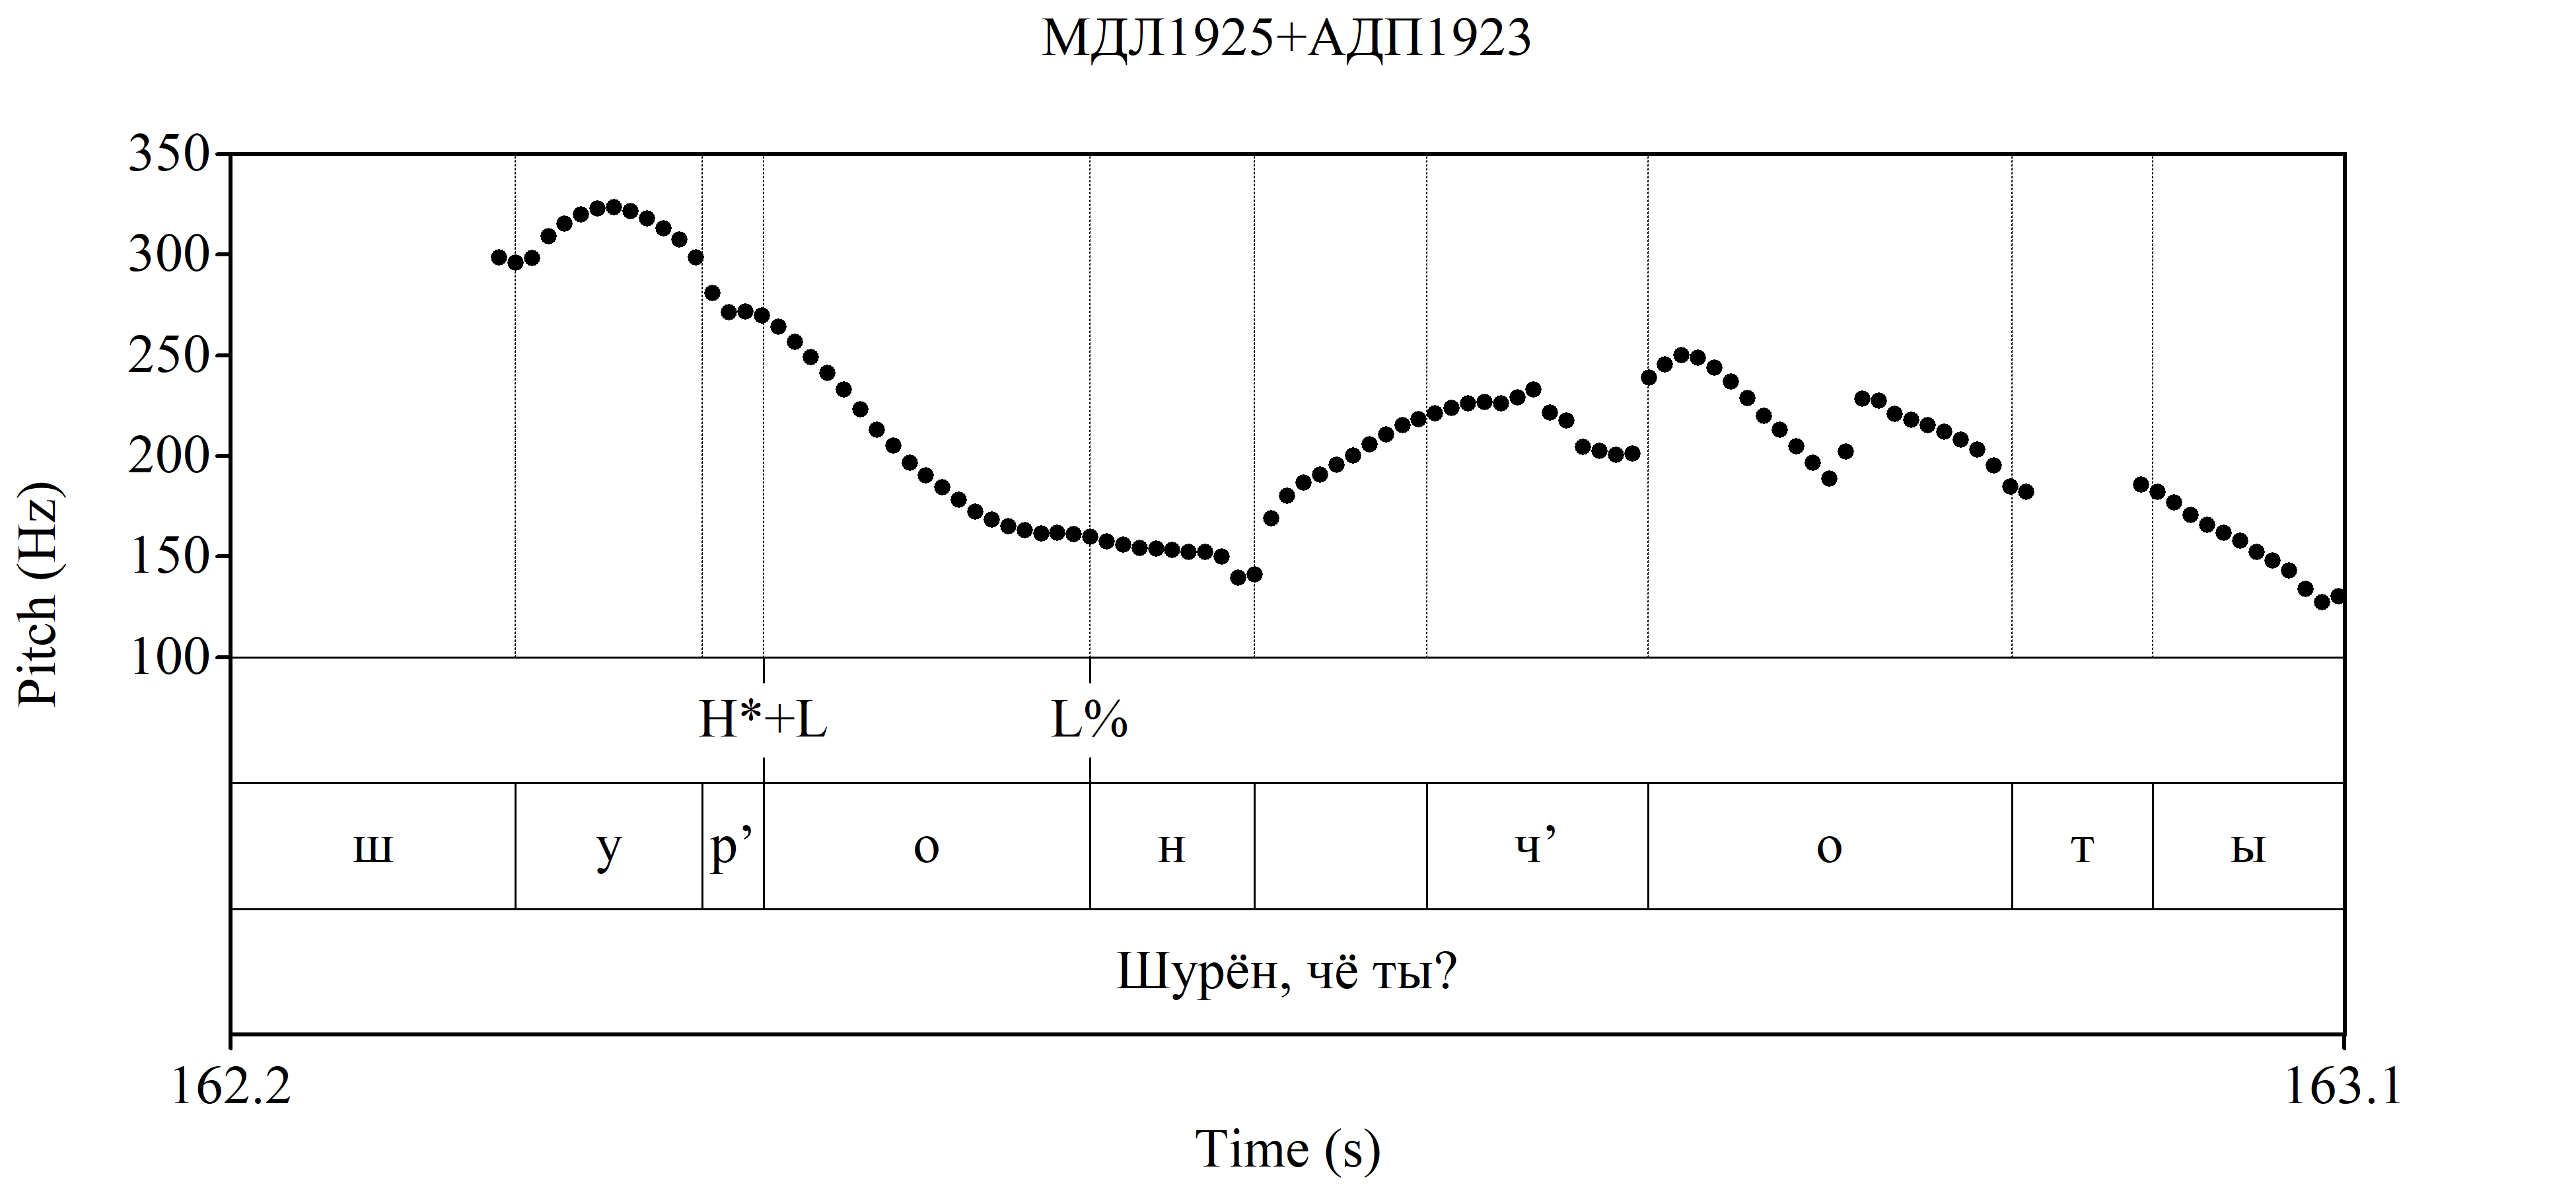 МДЛ1925+АДП1923
350
300
250
200
150
100
Pitch (Hz)
H*+L L%
ш у р’ о н ч’ о т ы
Шурён, чё ты?
162.2 163.1
Time (s)